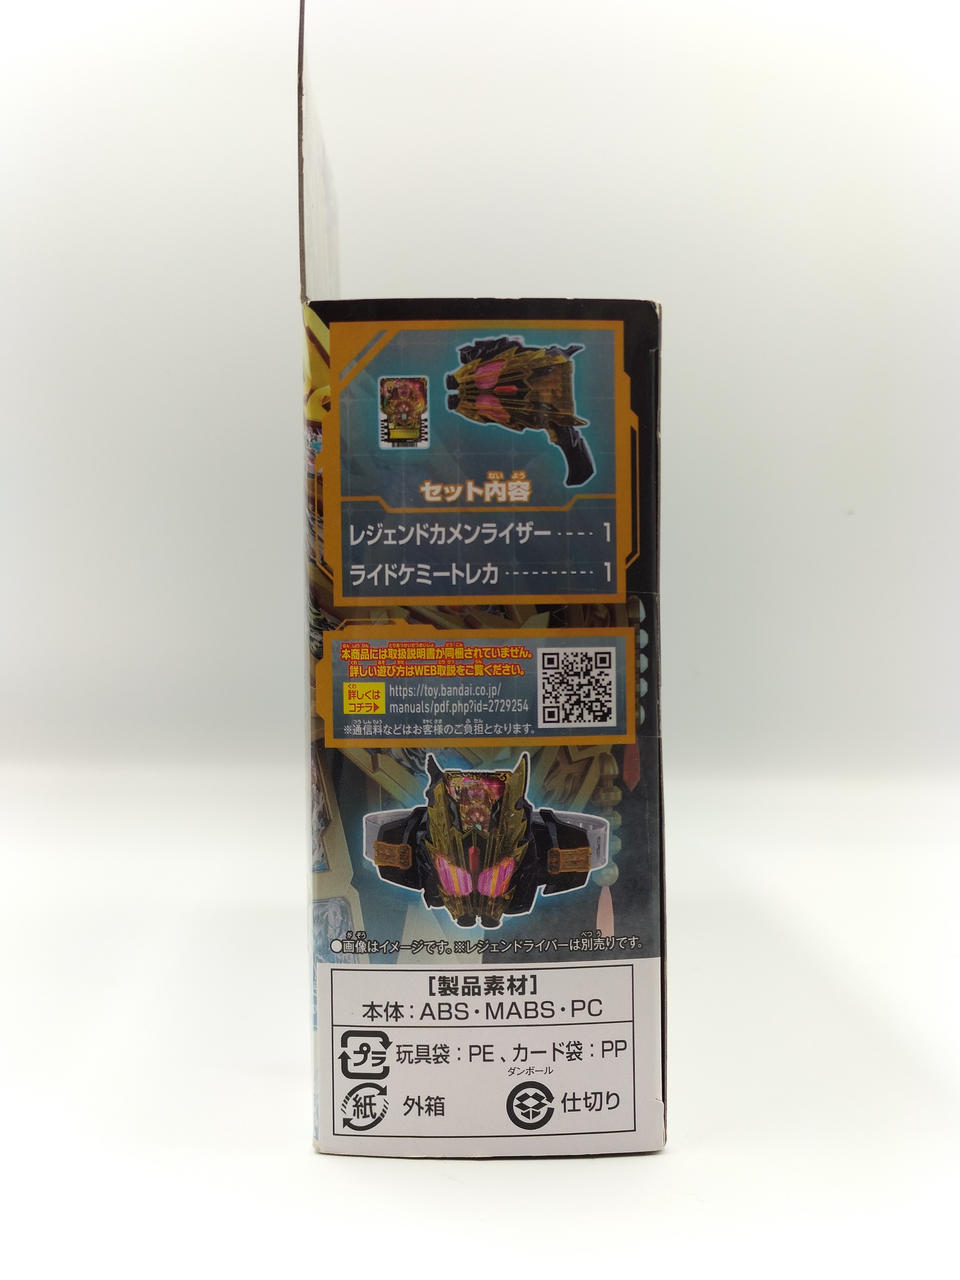 セット内容
レジェンドカメンライザー ---- 1
ライドケミートレカ ---------- 1
本商品には取扱説明書が同梱されていません。
詳しい遊び方はWEB取説をご覧ください。
詳しくは
コチラ▶
https://toy.bandai.co.jp/
manuals/pdf.php?id=2729254
※通信料などはお客様のご負担となります。
●画像はイメージです。※レジェンドライバーは別売りです。
[製品素材]
本体：ABS・MABS・PC
プラ
玩具袋：PE、カード袋：PP
紙
外箱
ダンボール
仕切り